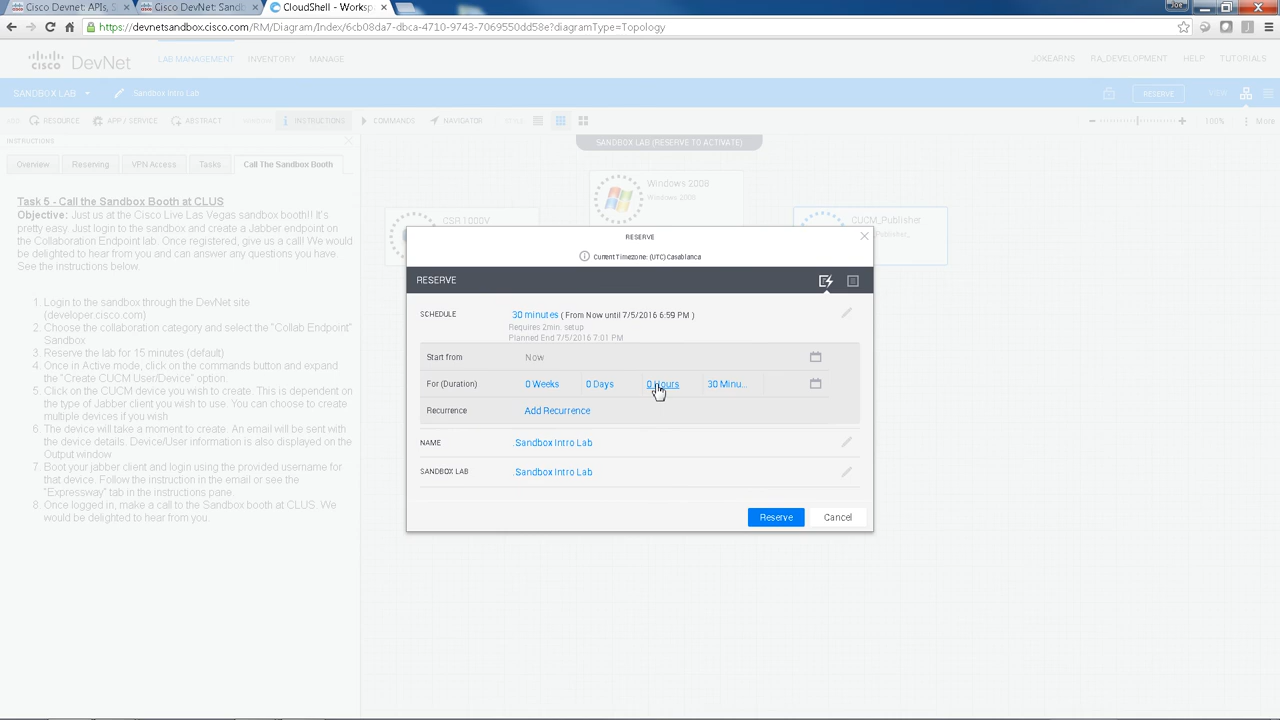 Cisco Devnet: APIs, S
Cisco DevNet: Sandb
CloudShell - Worksp
Joe
https://devnetsandbox.cisco.com/RM/Diagram/Index/6cb08da7-dbca-4710-9743-7069550dd58e?diagramType=Topology
CISCO DevNet
LAB MANAGEMENT
INVENTORY
MANAGE
JOXEARNS
RA_DEVELOPMENT
HELP
TUTORIALS
SANDBOX LAB
.Sandbox Intro Lab
RESERVE
VIEW
ADD
RESOURCE
APP / SERVICE
ABSTRACT
INSTRUCTIONS
COMMANDS
NAVIGATOR
100%
More
INSTRUCTIONS
SANDBOX LAB (RESERVE TO ACTIVATE)
Overview
Reserving
VPN Access
Tasks
Call The Sandbox Booth
Task 5 - Call the Sandbox Booth at CLUS
Objective: Just us at the Cisco Live Las Vegas sandbox booth!! It's
pretty easy. Just login to the sandbox and create a Jabber endpoint
on the Collaboration Endpoint lab. Once registered, give us a call! We would
be delighted to hear from you and can answer any questions you have.
See the instructions below.
1. Login to the sandbox through the DevNet site
(developer.cisco.com)
2. Choose the collaboration category and select the "Collab Endpoint"
Sandbox
3. Reserve the lab for 15 minutes (default)
4. Once in Active mode, click on the commands button and expand
the "Create CUCM User/Device" option.
5. Click on the CUCM device you wish to create. This is dependent
on the type of Jabber client you wish to use. You can choose to create
multiple devices if you wish
6. The device will take a moment to create. An email will be sent with
the device details. Device/User information is also displayed on the
Output window
7. Boot your jabber client and login using the provided username for
that device. Follow the instruction in the email or see the
"Expressway" tab in the instructions pane.
8. Once logged in, make a call to the Sandbox booth at CLUS. We
would be delighted to hear from you.
Windows 2008
Windows 2008
CSR 1000V
CUCM_Publisher
Publisher_
RESERVE
Current Timezone: (UTC) Casablanca
RESERVE
SCHEDULE
30 minutes ( From Now until 7/5/2016 6:59 PM )
Requires 2min. setup
Planned End 7/5/2016 7:01 PM
Start from
Now
For (Duration)
0 Weeks
0 Days
0 Hours
30 Minu...
Recurrence
Add Recurrence
NAME
.Sandbox Intro Lab
SANDBOX LAB
.Sandbox Intro Lab
Reserve
Cancel